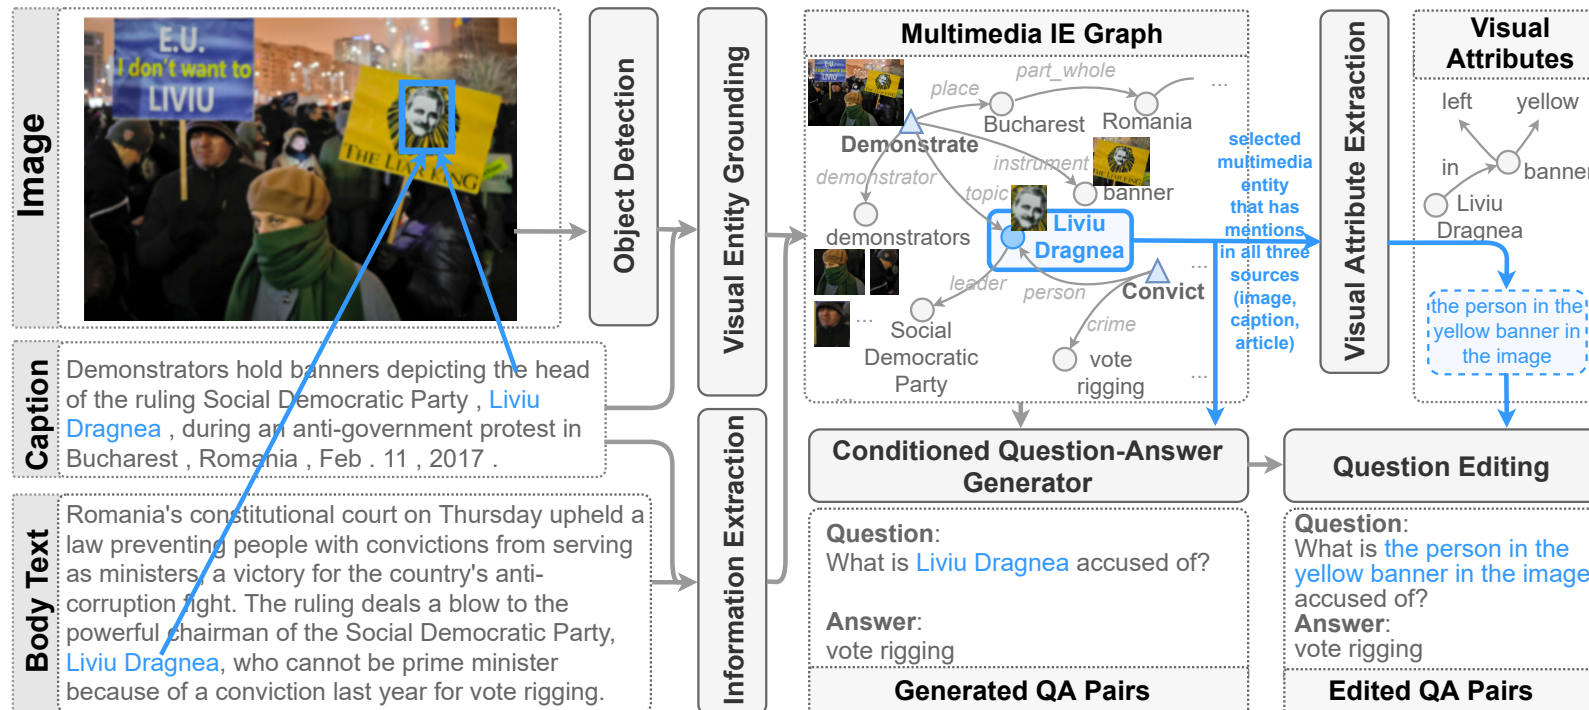 Image
E.U.
I don't want to
LIVIU
THE LIAR KING
Caption
Demonstrators hold banners depicting the head
of the ruling Social Democratic Party , Liviu
Dragnea , during an anti-government protest in
Bucharest , Romania , Feb . 11 , 2017 .
Body Text
Romania's constitutional court on Thursday upheld a
law preventing people with convictions from serving
as ministers, a victory for the country's anti-
corruption fight. The ruling deals a blow to the
powerful chairman of the Social Democratic Party,
Liviu Dragnea, who cannot be prime minister
because of a conviction last year for vote rigging.
Object Detection
Visual Entity Grounding
Information Extraction
Multimedia IE Graph
place
part_whole
...
Bucharest
Romania
Demonstrate
instrument
demonstrator
topic
banner
demonstrators
Liviu
Dragnea
leader
person
Convict
...
...
Social
Democratic
Party
crime
vote
rigging
...
...
selected
multimedia
entity
that has
mentions
in all three
sources
(image,
caption,
article)
Visual Attribute Extraction
Visual
Attributes
left
yellow
in
banner
Liviu
Dragnea
the person in the
yellow banner in
the image
Conditioned Question-Answer
Generator
Question:
What is Liviu Dragnea accused of?
Answer:
vote rigging
Generated QA Pairs
Question Editing
Question:
What is the person in the
yellow banner in the image
accused of?
Answer:
vote rigging
Edited QA Pairs